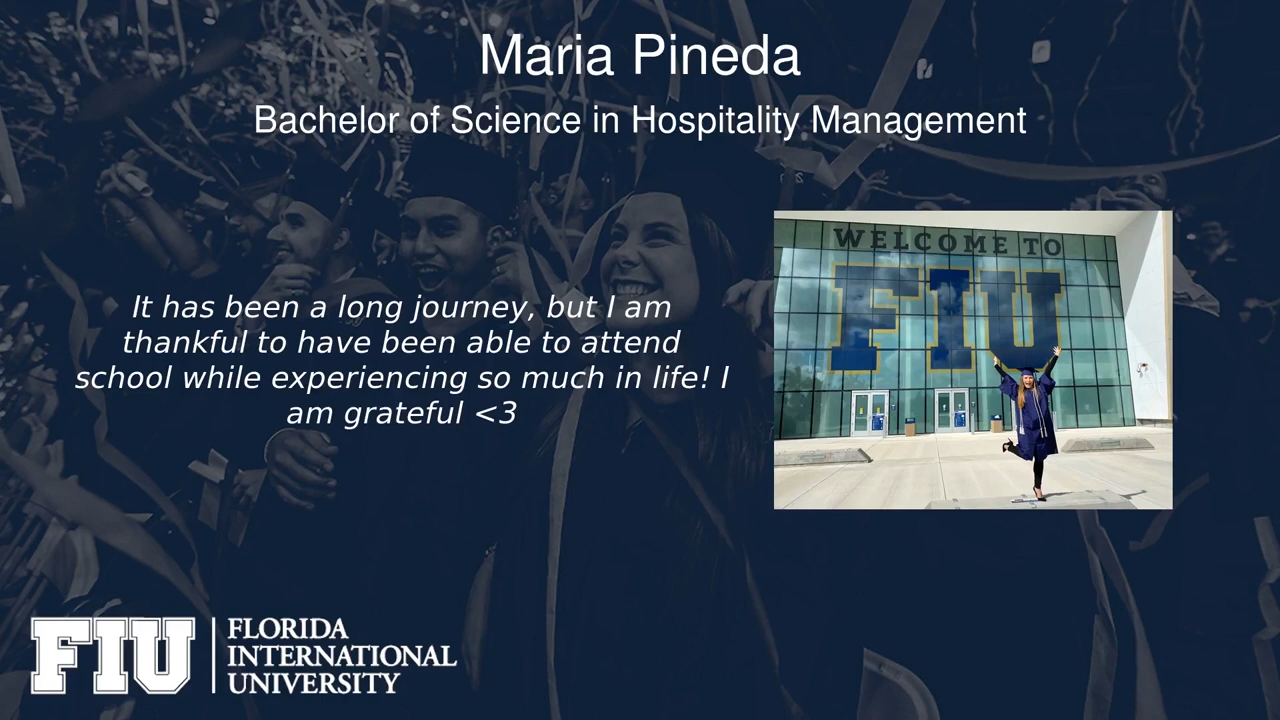 Maria Pineda
Bachelor of Science in Hospitality Management
It has been a long journey, but I am
thankful to have been able to attend
school while experiencing so much in life! I
am grateful <3
WELCOME TO
FIU
FIU
FLORIDA
INTERNATIONAL
UNIVERSITY